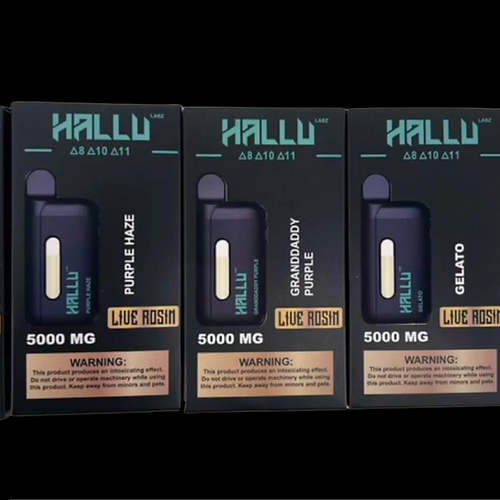 HALLU LABZ
Δ8 Δ10 Δ11
PURPLE HAZE
HALLU
PURPLE HAZE
LIVE ROSIN
5000 MG
WARNING:
This product produces an intoxicating effect.
Do not drive or operate machinery while using
this product. Keep away from minors and pets.
HALLU LABZ
Δ8 Δ10 Δ11
GRANDDADDY
PURPLE
HALLU
GRANDDADDY PURPLE
LIVE ROSIN
5000 MG
WARNING:
This product produces an intoxicating effect.
Do not drive or operate machinery while using
this product. Keep away from minors and pets.
HALLU LABZ
Δ8 Δ10 Δ11
GELATO
HALLU
GELATO
LIVE ROSIN
5000 MG
WARNING:
This product produces an intoxicating effect.
Do not drive or operate machinery while using
this product. Keep away from minors and pets.